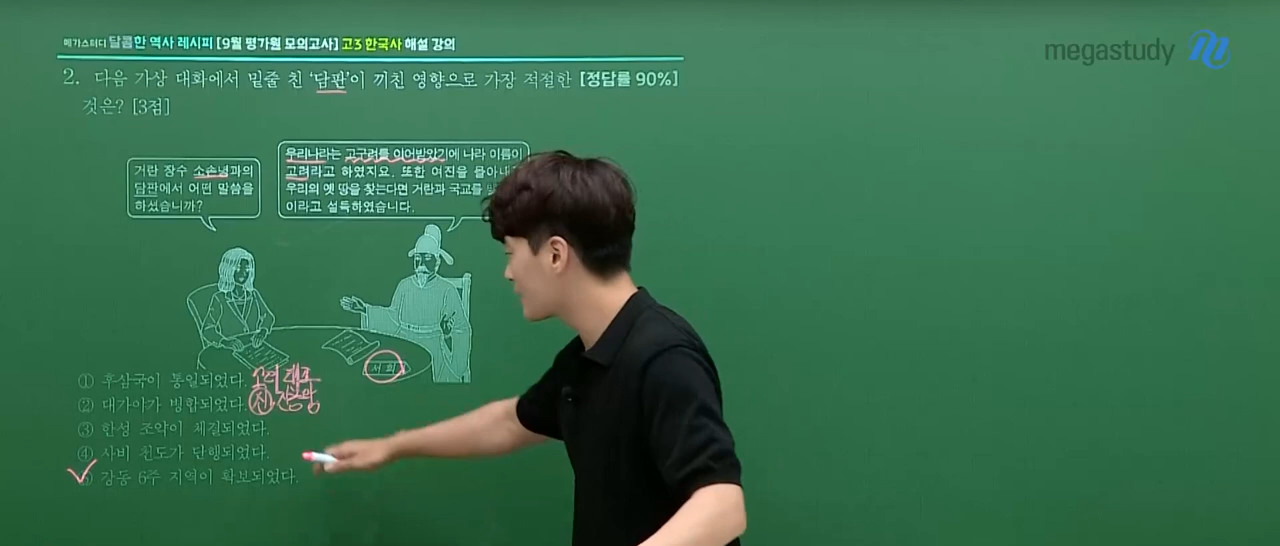 메가스터디 달콤한 역사 레시피 [9월 평가원 모의고사] 고3 한국사 해설 강의
megastudy
2. 다음 가상 대화에서 밑줄 친 '담판'이 끼친 영향으로 가장 적절한 [정답률 90%]
것은? [3점]
거란 장수 소손녕과의
담판에서 어떤 말씀을
하셨습니까?
우리나라는 고구려를 이어받았기에 나라 이름이
고려라고 하였지요. 또한 여진을 몰아내
우리의 옛 땅을 찾는다면 거란과 국교를
이라고 설득하였습니다.
서희
① 후삼국이 통일되었다. 고려 태조
② 대가야가 병합되었다. 진흥왕
③ 한성 조약이 체결되었다.
④ 사비 천도가 단행되었다.
⑤ 강동 6주 지역이 확보되었다.